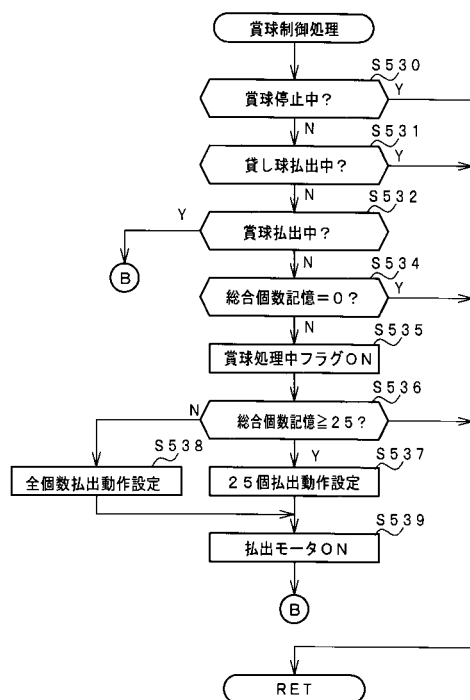 賞球制御処理
S530
賞球停止中?
Y
N
S531
貸し球払出中?
Y
N
S532
Y
賞球払出中?
B
N
S534
総合個数記憶=0?
Y
N
S535
賞球処理中フラグON
S536
N
総合個数記憶≧25?
Y
S538
S537
全個数払出動作設定
25個払出動作設定
S539
払出モータON
B
RET